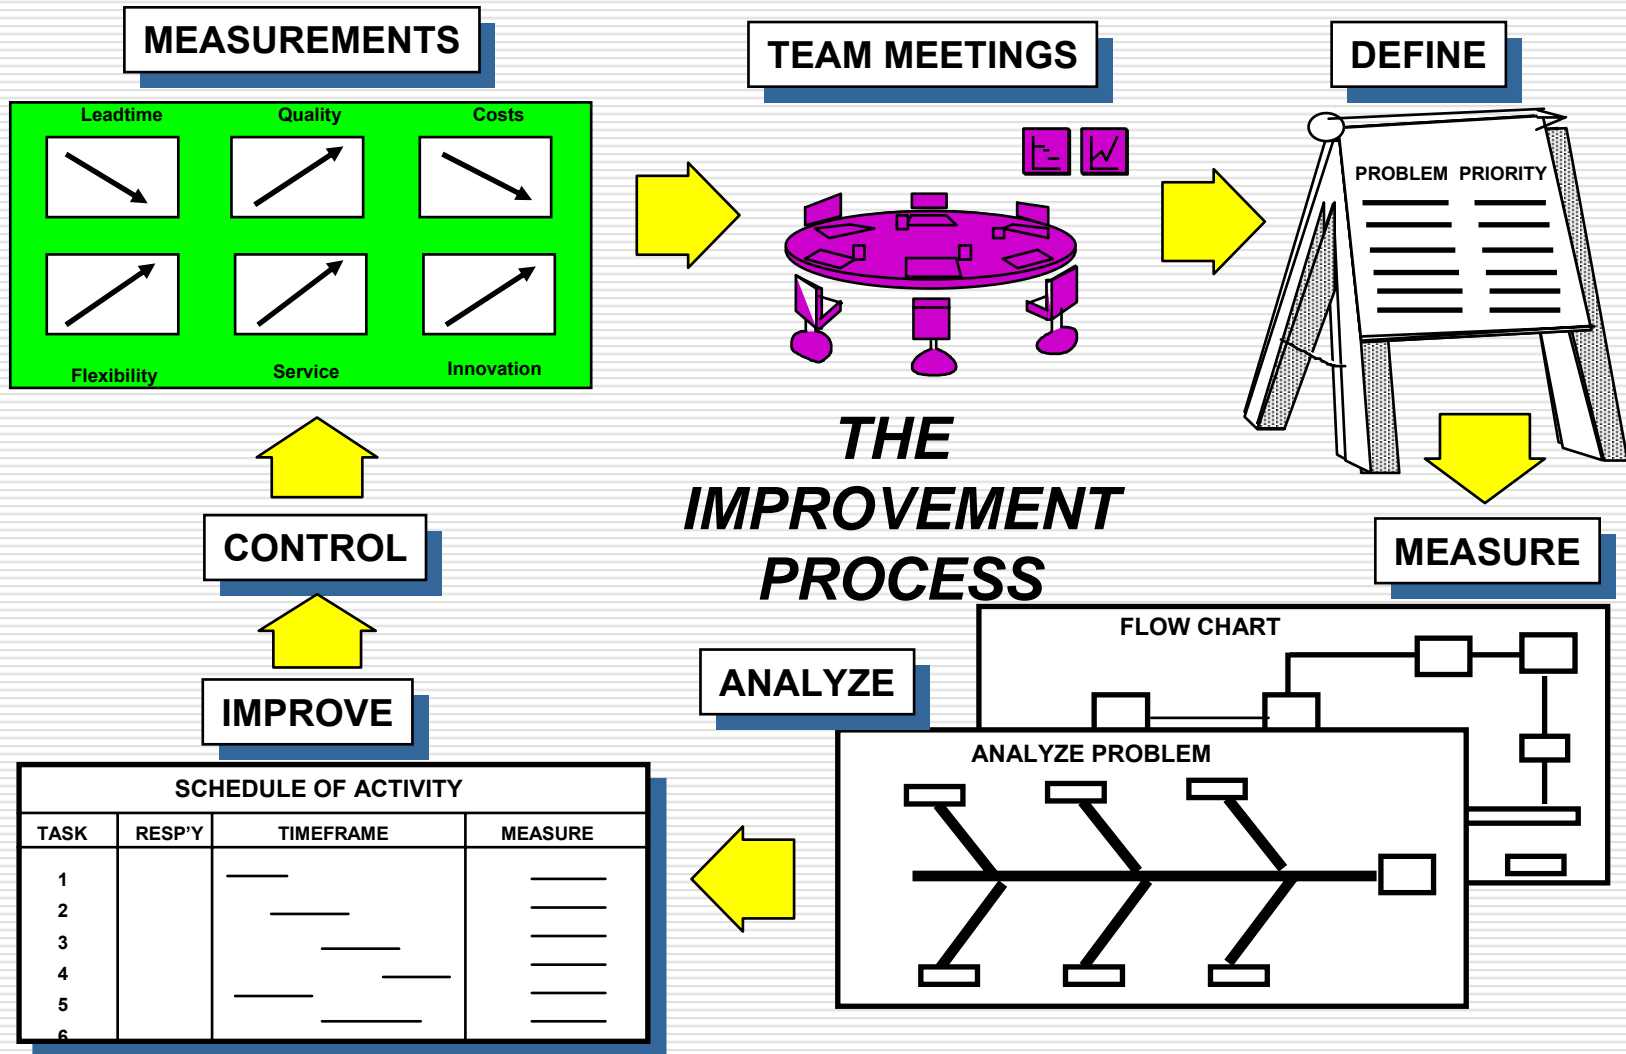 MEASUREMENTS
TEAM MEETINGS
DEFINE
Leadtime
Quality
Costs
Flexibility
Service
Innovation
PROBLEM PRIORITY
THE
IMPROVEMENT
PROCESS
CONTROL
MEASURE
FLOW CHART
ANALYZE
ANALYZE PROBLEM
IMPROVE
SCHEDULE OF ACTIVITY
TASK RESP'Y TIMEFRAME MEASURE
1
2
3
4
5
6